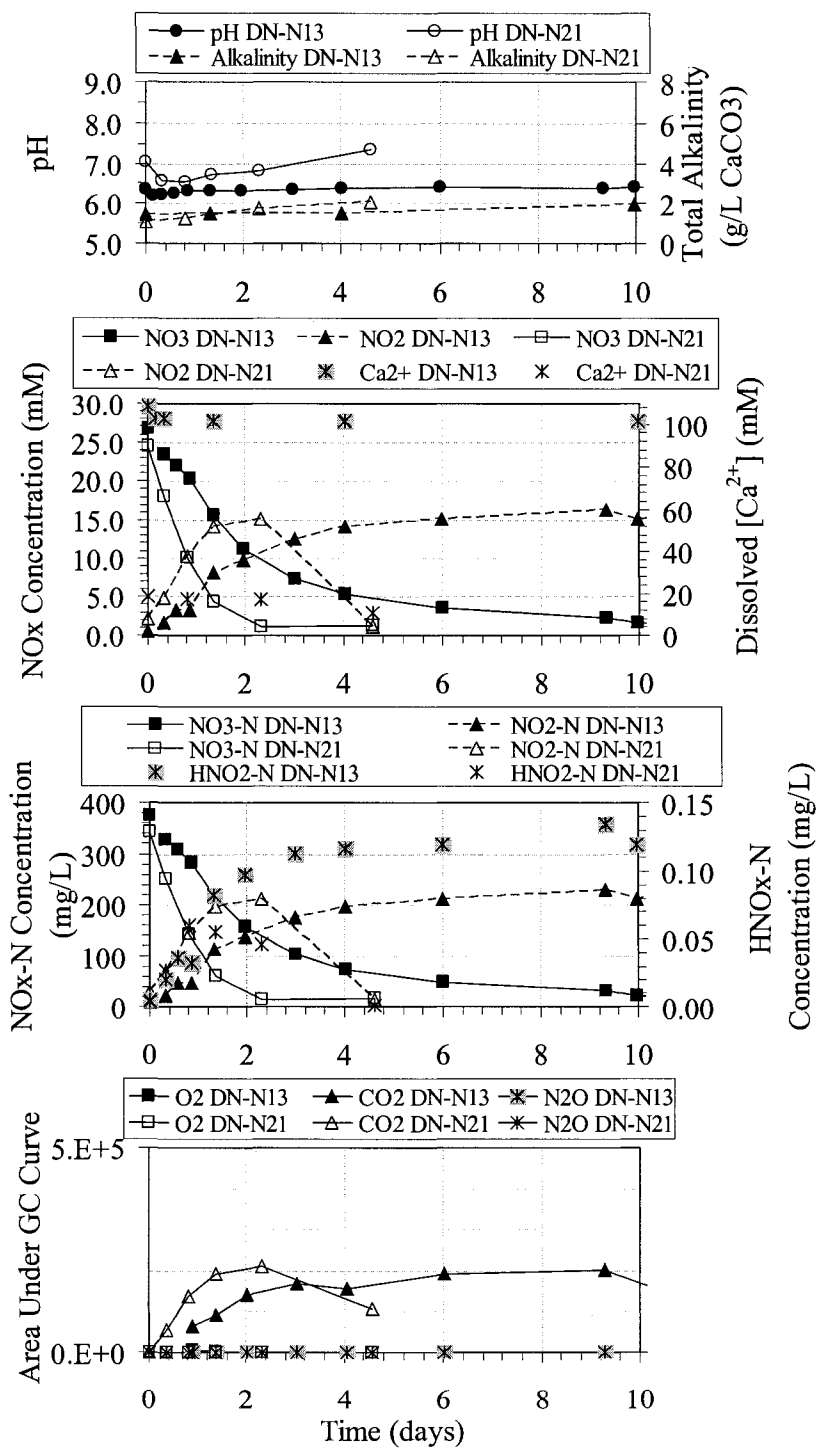 pH DN-N13 pH DN-N21
Alkalinity DN-N13 Alkalinity DN-N21
9.0 8
8.0 6
7.0 4
6.0 2
5.0 0
pH
Total Alkalinity
(g/L CaCO3)
0 2 4 6 8 10
NO3 DN-N13 NO2 DN-N13 NO3 DN-N21
NO2 DN-N21 Ca2+ DN-N13 Ca2+ DN-N21
30.0
25.0 100
20.0 80
15.0 60
10.0 40
5.0 20
0.0 0
NOx Concentration (mM)
Dissolved [Ca2+] (mM)
0 2 4 6 8 10
NO3-N DN-N13 NO2-N DN-N13
NO3-N DN-N21 NO2-N DN-N21
HNO2-N DN-N13 HNO2-N DN-N21
400 0.15
300 0.10
200
100 0.05
0 0.00
NOx-N Concentration
(mg/L)
HNOx-N
Concentration (mg/L)
0 2 4 6 8 10
O2 DN-N13 CO2 DN-N13 N2O DN-N13
O2 DN-N21 CO2 DN-N21 N2O DN-N21
5.E+5
0.E+0
Area Under GC Curve
0 2 4 6 8 10
Time (days)